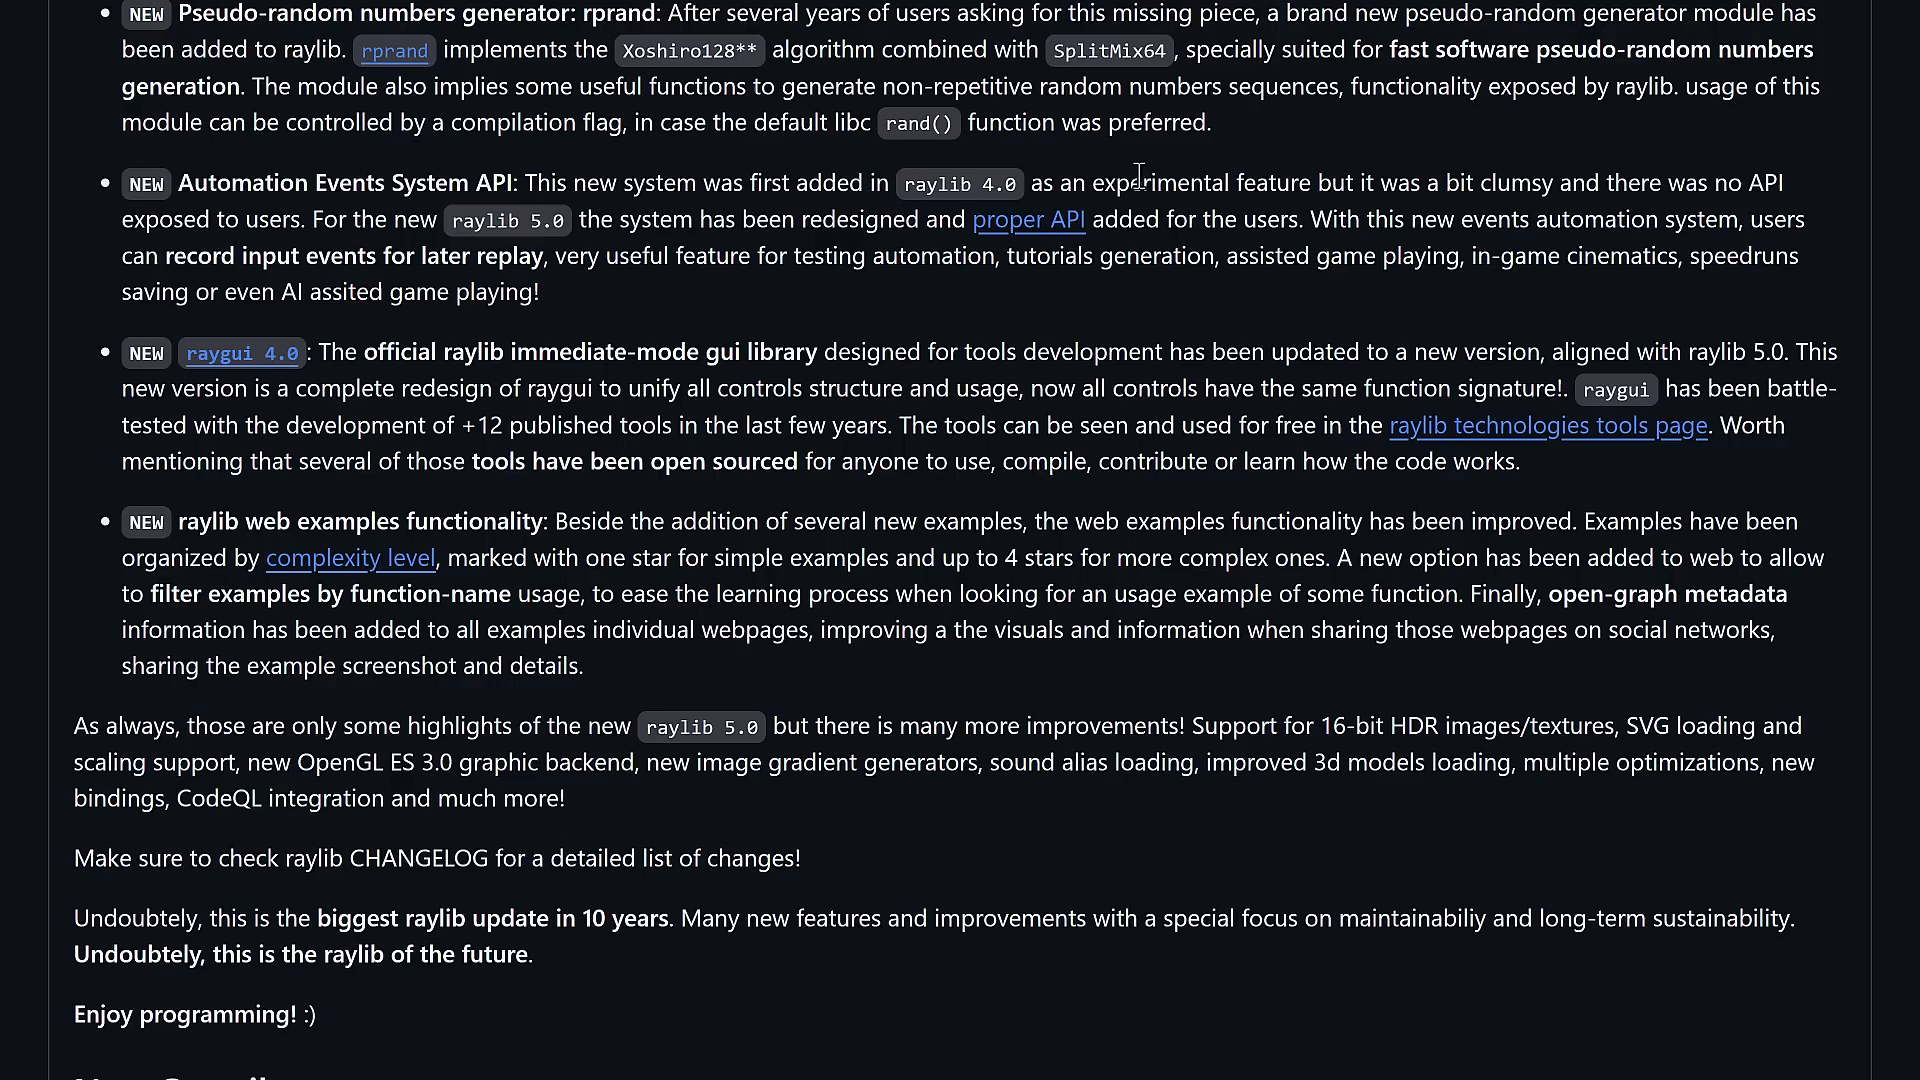 NEW Pseudo-random numbers generator: rprand: After several years of users asking for this missing piece, a brand new pseudo-random generator module has
been added to raylib. rprand implements the Xoshiro128** algorithm combined with SplitMix64, specially suited for fast software pseudo-random numbers
generation. The module also implies some useful functions to generate non-repetitive random numbers sequences, functionality exposed by raylib. usage of this
module can be controlled by a compilation flag, in case the default libc rand() function was preferred.
NEW Automation Events System API: This new system was first added in raylib 4.0 as an experimental feature but it was a bit clumsy and there was no API
exposed to users. For the new raylib 5.0 the system has been redesigned and proper API added for the users. With this new events automation system, users
can record input events for later replay, very useful feature for testing automation, tutorials generation, assisted game playing, in-game cinematics, speedruns
saving or even AI assited game playing!
NEW raygui 4.0: The official raylib immediate-mode gui library designed for tools development has been updated to a new version, aligned with raylib 5.0. This
new version is a complete redesign of raygui to unify all controls structure and usage, now all controls have the same function signature!. raygui has been battle-
tested with the development of +12 published tools in the last few years. The tools can be seen and used for free in the raylib technologies tools page. Worth
mentioning that several of those tools have been open sourced for anyone to use, compile, contribute or learn how the code works.
NEW raylib web examples functionality: Beside the addition of several new examples, the web examples functionality has been improved. Examples have been
organized by complexity level, marked with one star for simple examples and up to 4 stars for more complex ones. A new option has been added to web to allow
to filter examples by function-name usage, to ease the learning process when looking for an usage example of some function. Finally, open-graph metadata
information has been added to all examples individual webpages, improving a the visuals and information when sharing those webpages on social networks,
sharing the example screenshot and details.
As always, those are only some highlights of the new raylib 5.0 but there is many more improvements! Support for 16-bit HDR images/textures, SVG loading and
scaling support, new OpenGL ES 3.0 graphic backend, new image gradient generators, sound alias loading, improved 3d models loading, multiple optimizations, new
bindings, CodeQL integration and much more!
Make sure to check raylib CHANGELOG for a detailed list of changes!
Undoubtely, this is the biggest raylib update in 10 years. Many new features and improvements with a special focus on maintainabiliy and long-term sustainability.
Undoubtely, this is the raylib of the future.
Enjoy programming! :)